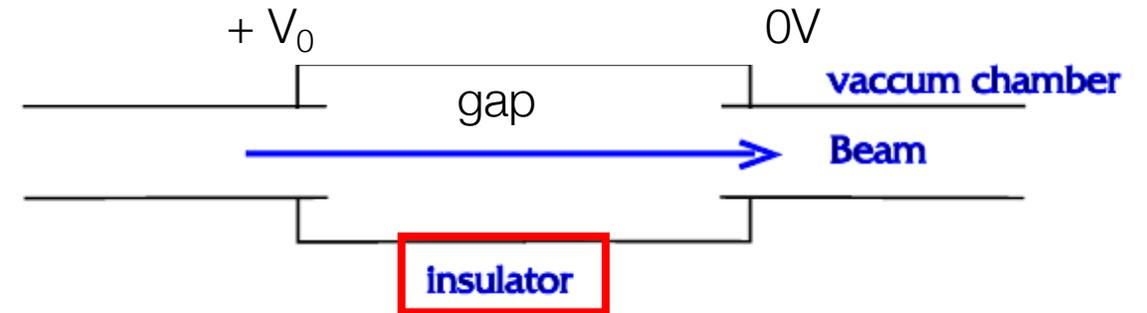 + V₀
0V
vaccum chamber
gap
Beam
insulator